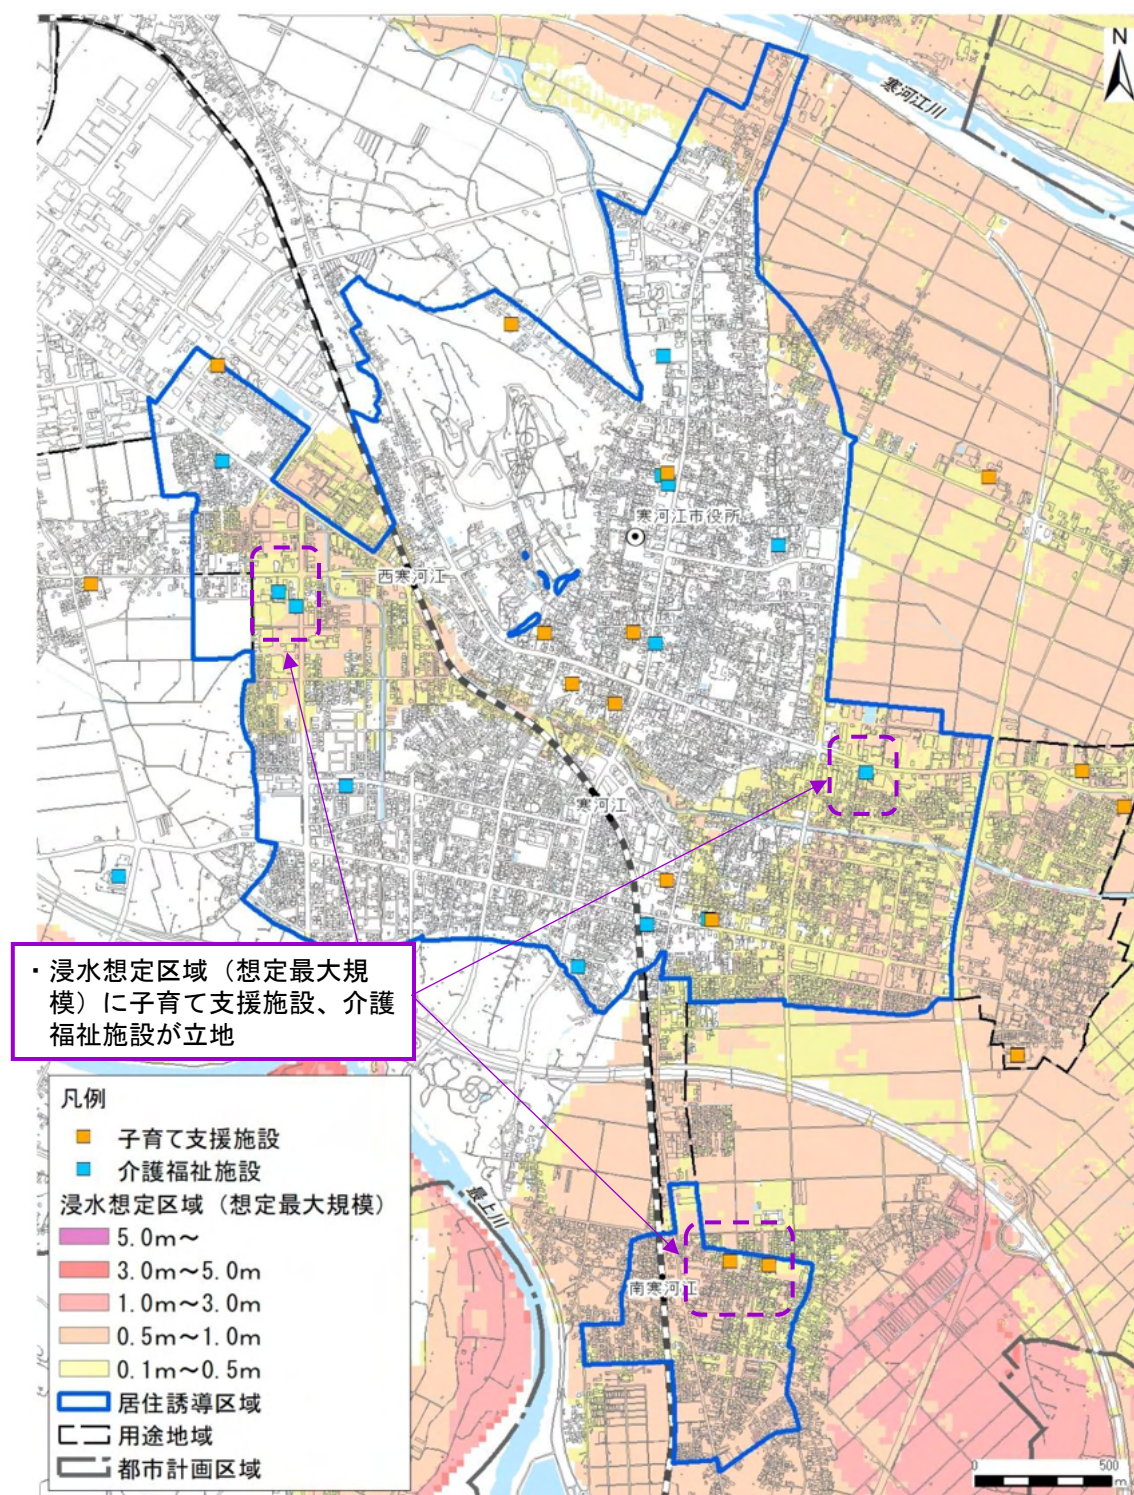 N
寒河江川
寒河江市役所
西寒河江
寒河江
・浸水想定区域（想定最大規
模）に子育て支援施設、介護
福祉施設が立地
凡例
子育て支援施設
介護福祉施設
浸水想定区域（想定最大規模）
5.0m～
3.0m～5.0m
1.0m～3.0m
0.5m～1.0m
0.1m～0.5m
居住誘導区域
用途地域
都市計画区域
最上川
南寒河江
0 500
m